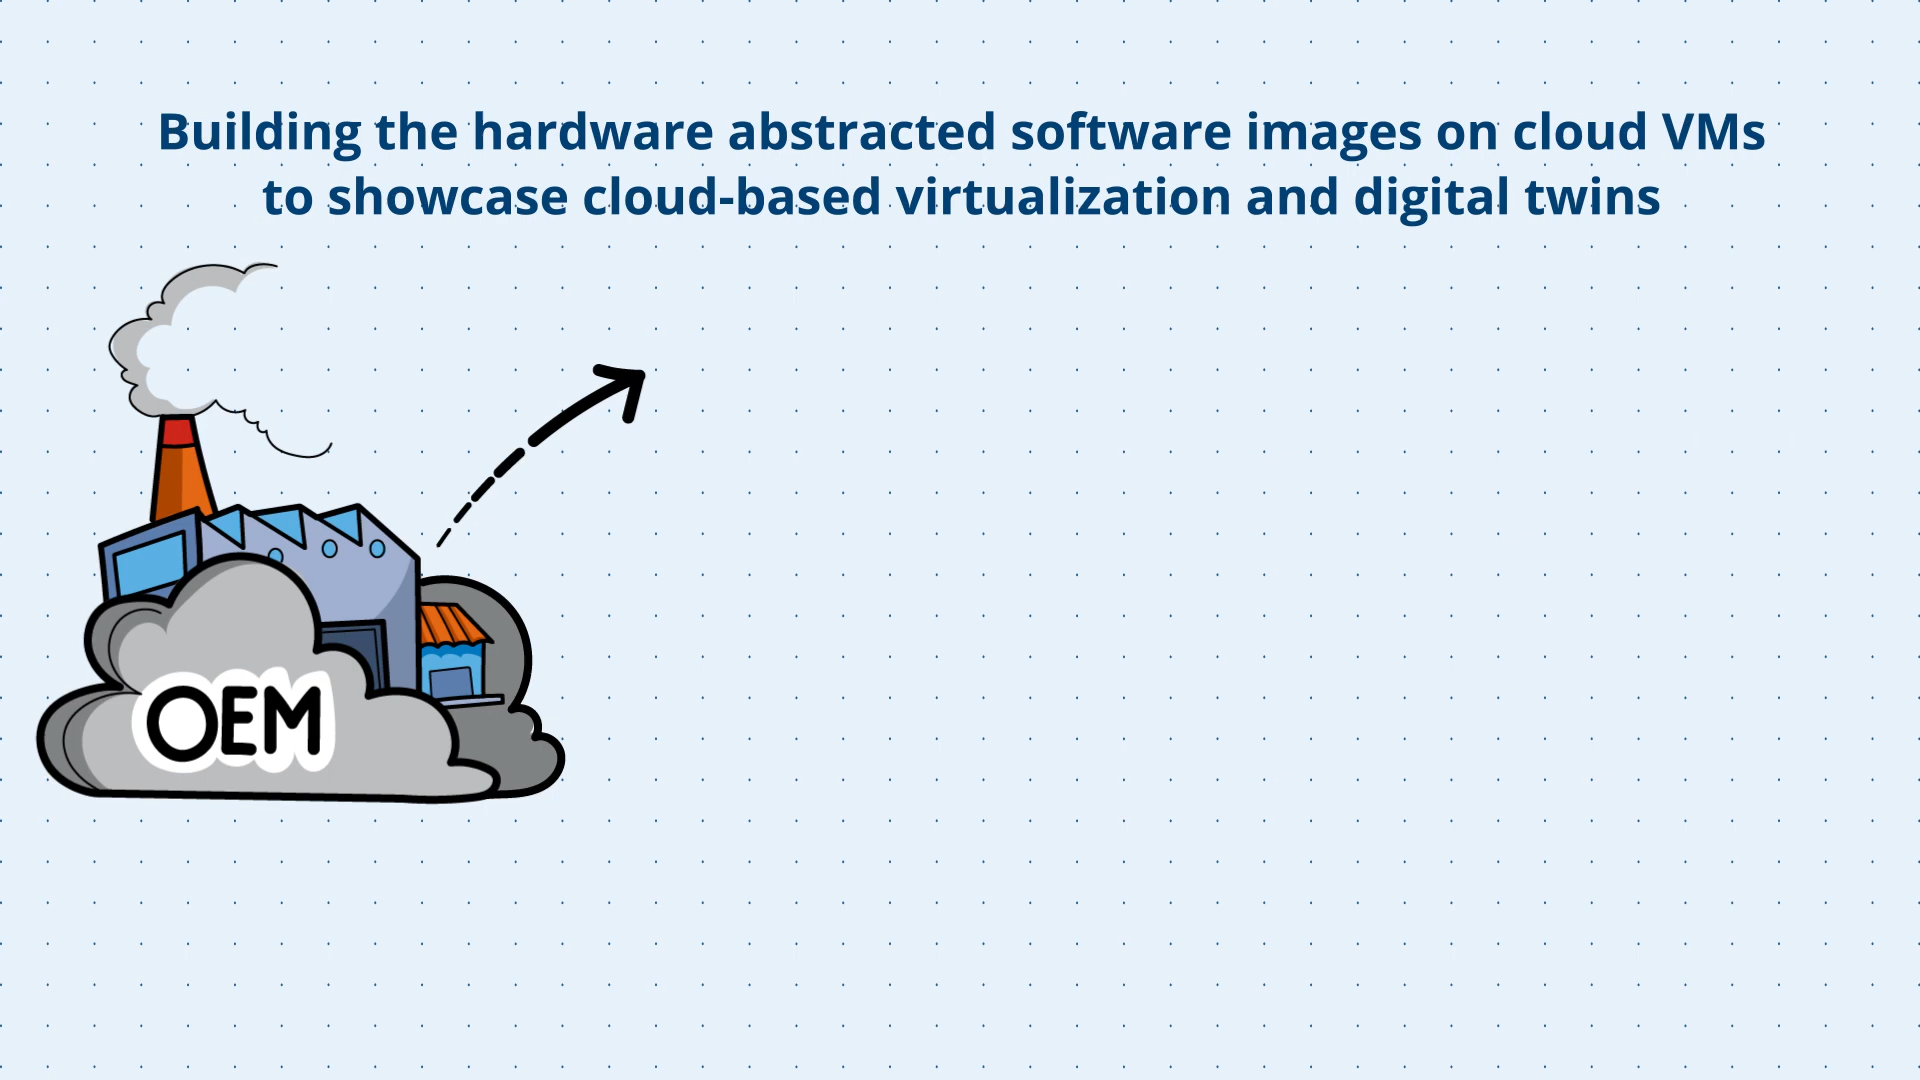 Building the hardware abstracted software images on cloud VMs
to showcase cloud-based virtualization and digital twins
OEM